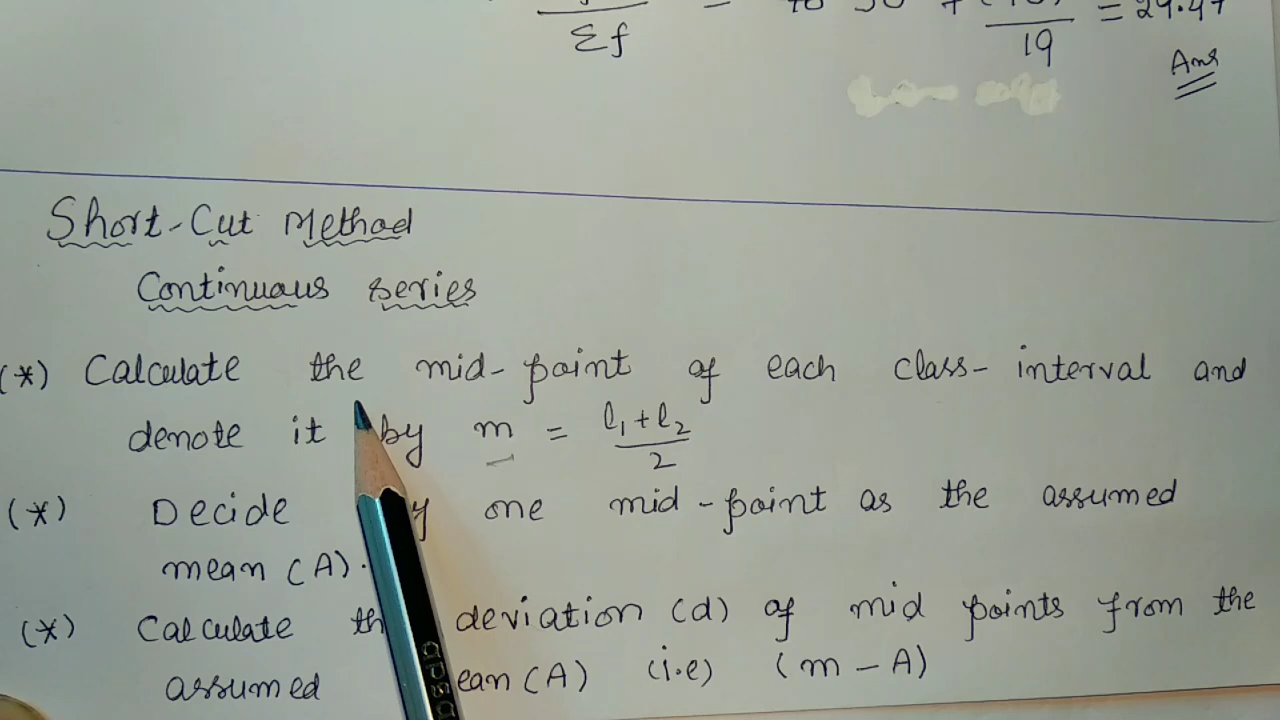 Σf
19
= 29.47
Ans
Short-Cut Method
Continuous series
(*) Calculate the mid-point of each class-interval and
denote it by m = l₁+l₂ / 2
(*) Decide one mid-point as the assumed
mean (A).
(*) Calculate deviation (d) of mid points from the
assumed ean (A) (i.e) (m - A)